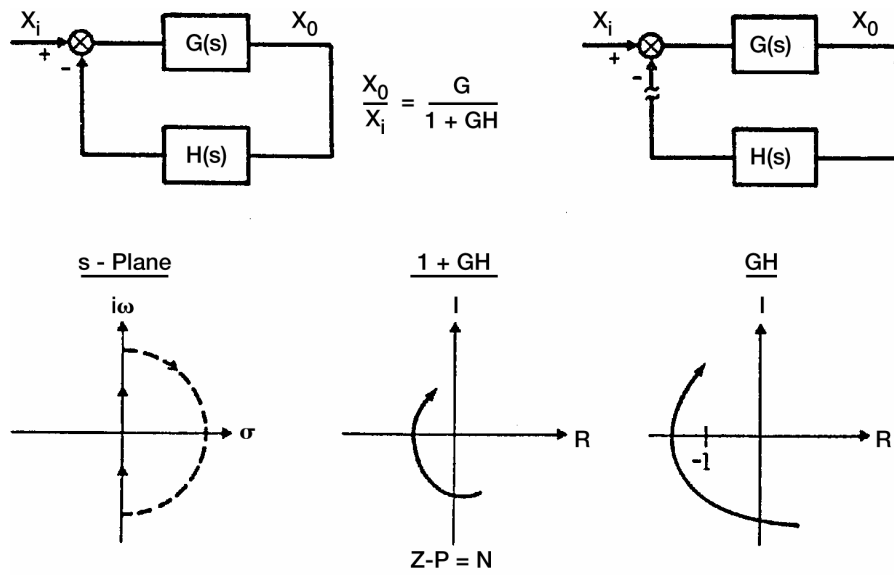 Xi
+
-
G(s)
X0
H(s)
X0/Xi = G/(1 + GH)
Xi
+
-
G(s)
X0
H(s)
s - Plane
iω
σ
1 + GH
I
R
Z-P = N
GH
I
R
-1